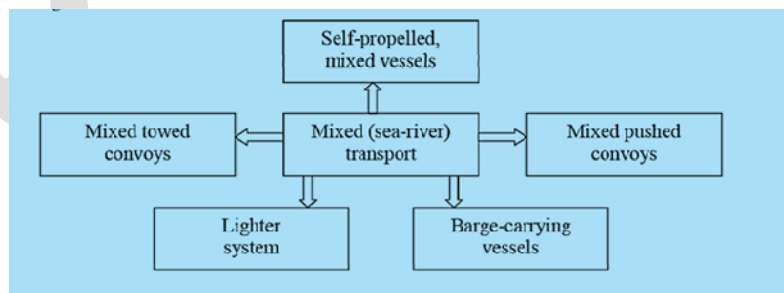 Self-propelled,
mixed vessels
Mixed towed
convoys
Mixed (sea-river)
transport
Mixed pushed
convoys
Lighter
system
Barge-carrying
vessels